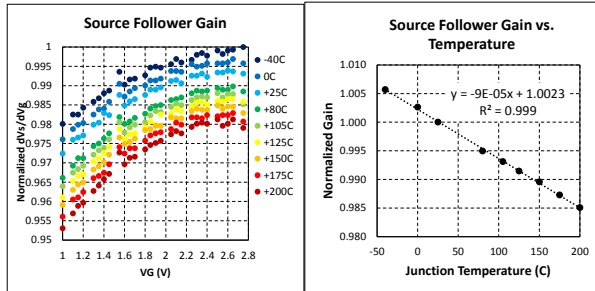 Source Follower Gain
Normalized dVs/dVg
1
0.995
0.99
0.985
0.98
0.975
0.97
0.965
0.96
0.955
0.95
1
1.2
1.4
1.6
1.8
2
2.2
2.4
2.6
2.8
VG (V)
-40C
0C
+25C
+80C
+105C
+125C
+150C
+175C
+200C
Source Follower Gain vs.
Temperature
Normalized Gain
1.010
1.005
1.000
0.995
0.990
0.985
0.980
y = -9E-05x + 1.0023
R² = 0.999
-50
0
50
100
150
200
Junction Temperature (C)